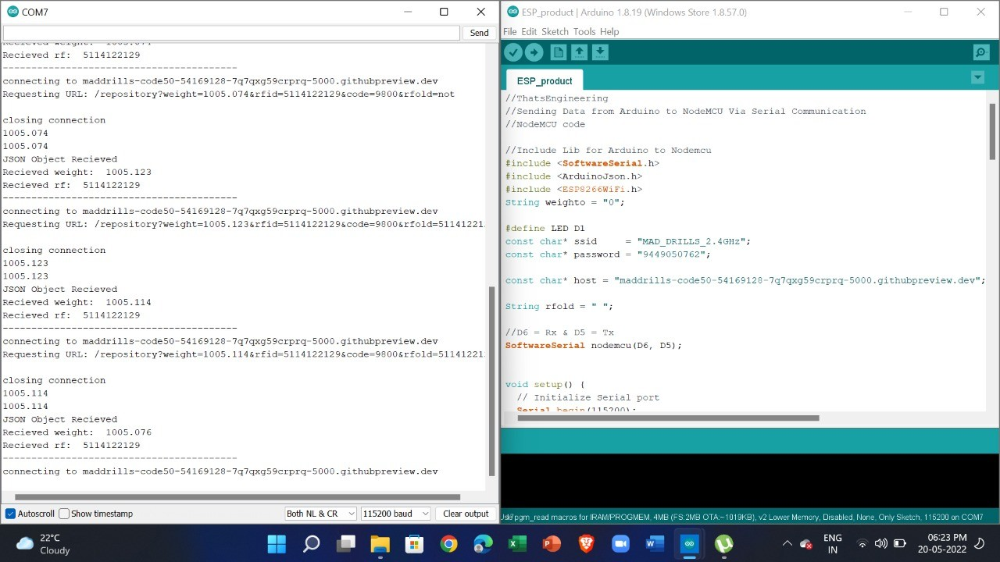 COM7
Send
Recieved weight:  1005.074
Recieved rf:  5114122129
----------------------------------------
connecting to maddrills-code50-54169128-7q7qxg59crprq-5000.githubpreview.dev
Requesting URL: /repository?weight=1005.074&rfid=5114122129&code=9800&rfold=not
closing connection
1005.074
1005.074
JSON Object Recieved
Recieved weight:  1005.123
Recieved rf:  5114122129
----------------------------------------
connecting to maddrills-code50-54169128-7q7qxg59crprq-5000.githubpreview.dev
Requesting URL: /repository?weight=1005.123&rfid=5114122129&code=9800&rfold=51141221
closing connection
1005.123
1005.123
JSON Object Recieved
Recieved weight:  1005.114
Recieved rf:  5114122129
----------------------------------------
connecting to maddrills-code50-54169128-7q7qxg59crprq-5000.githubpreview.dev
Requesting URL: /repository?weight=1005.114&rfid=5114122129&code=9800&rfold=51141221
closing connection
1005.114
1005.114
JSON Object Recieved
Recieved weight:  1005.076
Recieved rf:  5114122129
----------------------------------------
connecting to maddrills-code50-54169128-7q7qxg59crprq-5000.githubpreview.dev
Autoscroll Show timestamp Both NL & CR 115200 baud Clear output
ESP_product | Arduino 1.8.19 (Windows Store 1.8.57.0)
File Edit Sketch Tools Help
ESP_product
//ThatsEngineering
//Sending Data from Arduino to NodeMCU Via Serial Communication
//NodeMCU code
//Include Lib for Arduino to Nodemcu
#include <SoftwareSerial.h>
#include <ArduinoJson.h>
#include <ESP8266WiFi.h>
String weighto = "0";
#define LED D1
const char* ssid     = "MAD_DRILLS_2.4GHz";
const char* password = "9449050762";
const char* host = "maddrills-code50-54169128-7q7qxg59crprq-5000.githubpreview.dev";
String rfold = " ";
//D6 = Rx & D5 = Tx
SoftwareSerial nodemcu(D6, D5);
void setup() {
// Initialize Serial port
Serial.begin(115200);
pgm_read macros for IRAM/PROGMEM, 4MB (FS:2MB OTA:~1019KB), v2 Lower Memory, Disabled, None, Only Sketch, 115200 on COM7
22°C
Cloudy
ENG
IN
06:23 PM
20-05-2022